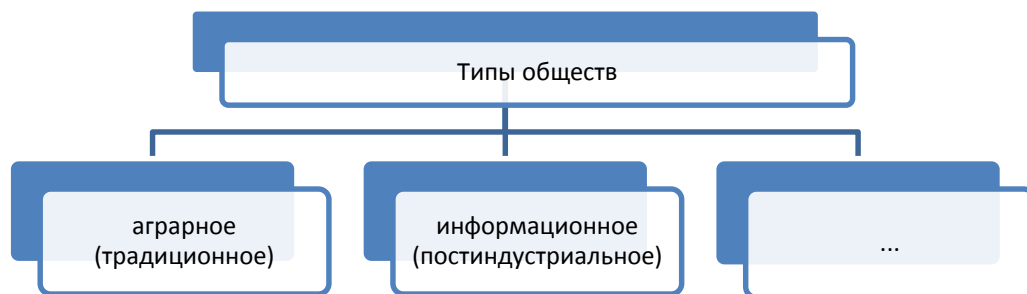 Типы обществ
аграрное
(традиционное)
информационное
(постиндустриальное)
...